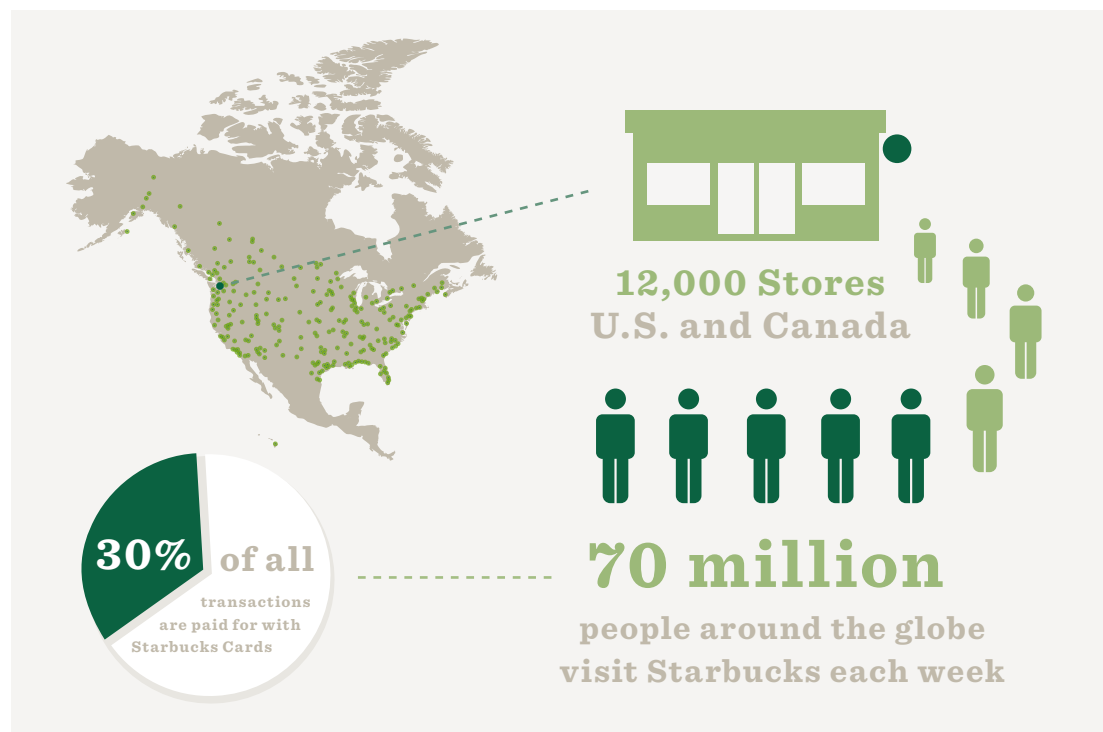 12,000 Stores
U.S. and Canada
30% of all
transactions
are paid for with
Starbucks Cards
70 million
people around the globe
visit Starbucks each week